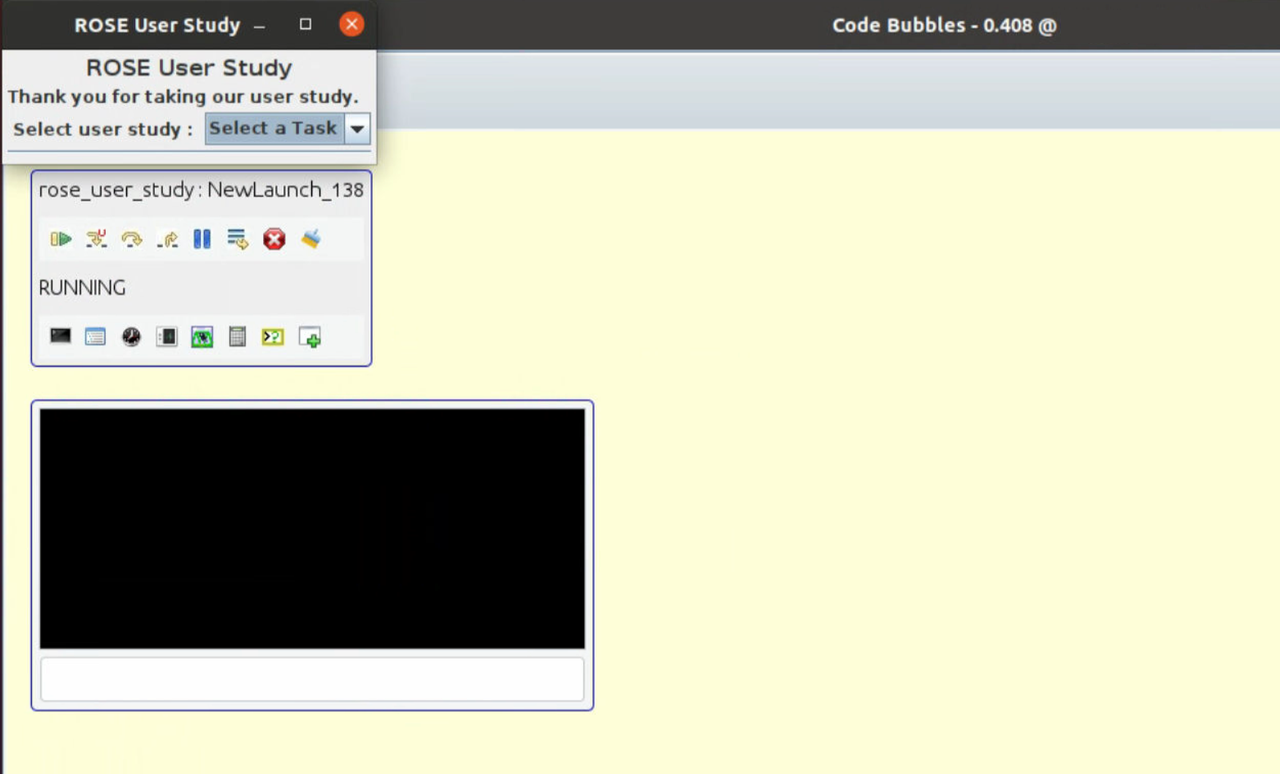 ROSE User Study
Code Bubbles - 0.408 @
ROSE User Study
Thank you for taking our user study.
Select user study : Select a Task
rose_user_study : NewLaunch_138
RUNNING